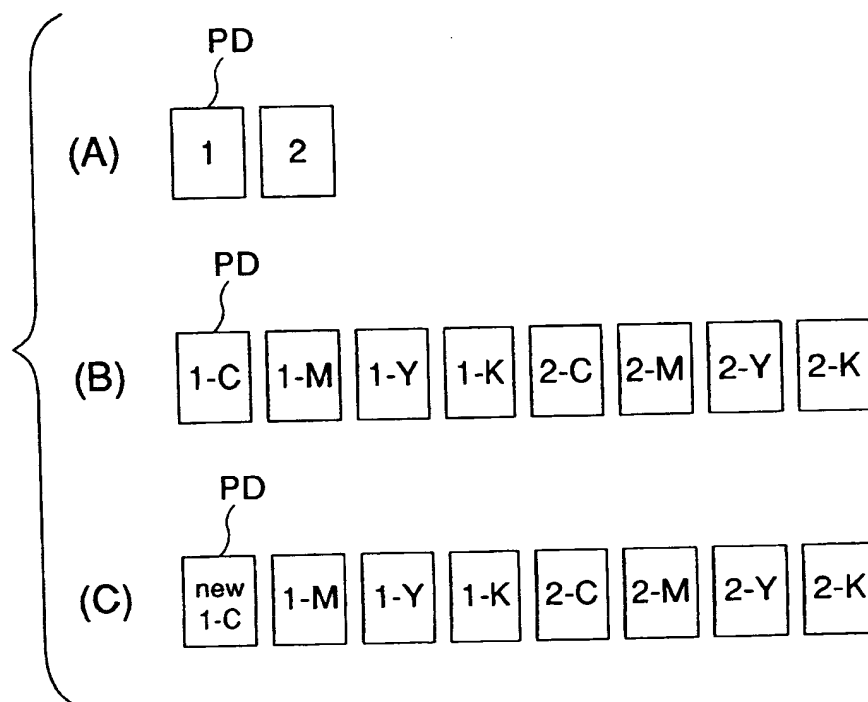 PD
(A) 1 2
PD
(B) 1-C 1-M 1-Y 1-K 2-C 2-M 2-Y 2-K
PD
(C) new 1-C 1-M 1-Y 1-K 2-C 2-M 2-Y 2-K